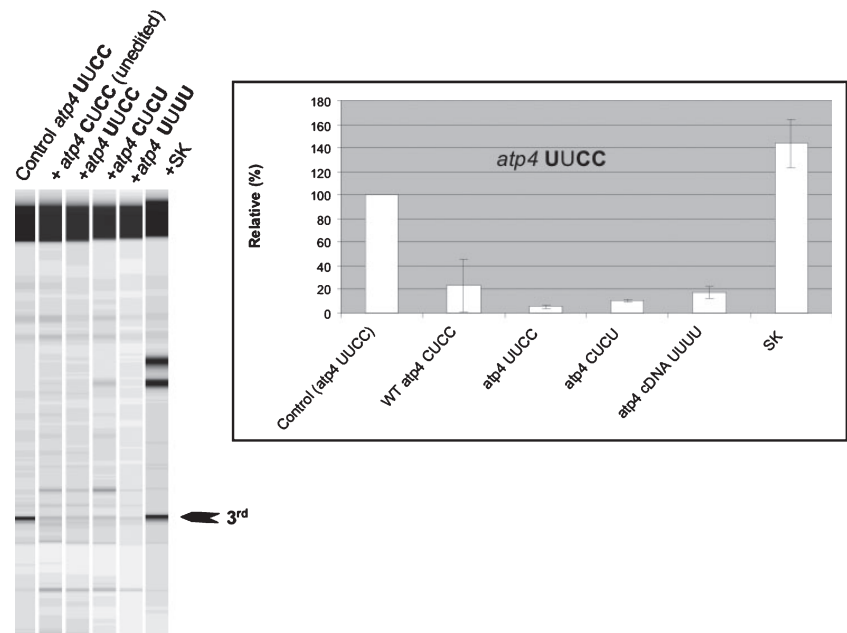 Control atp4 UUCC
+ atp4 CUCC (unedited)
+atp4 UUCC
+atp4 CUCU
+atp4 UUUU
+SK
3rd
Relative (%)
180
160
140
120
100
80
60
40
20
0
atp4 UUCC
Control (atp4 UUCC)
WT atp4 CUCC
atp4 UUCC
atp4 CUCU
atp4 cDNA UUUU
SK